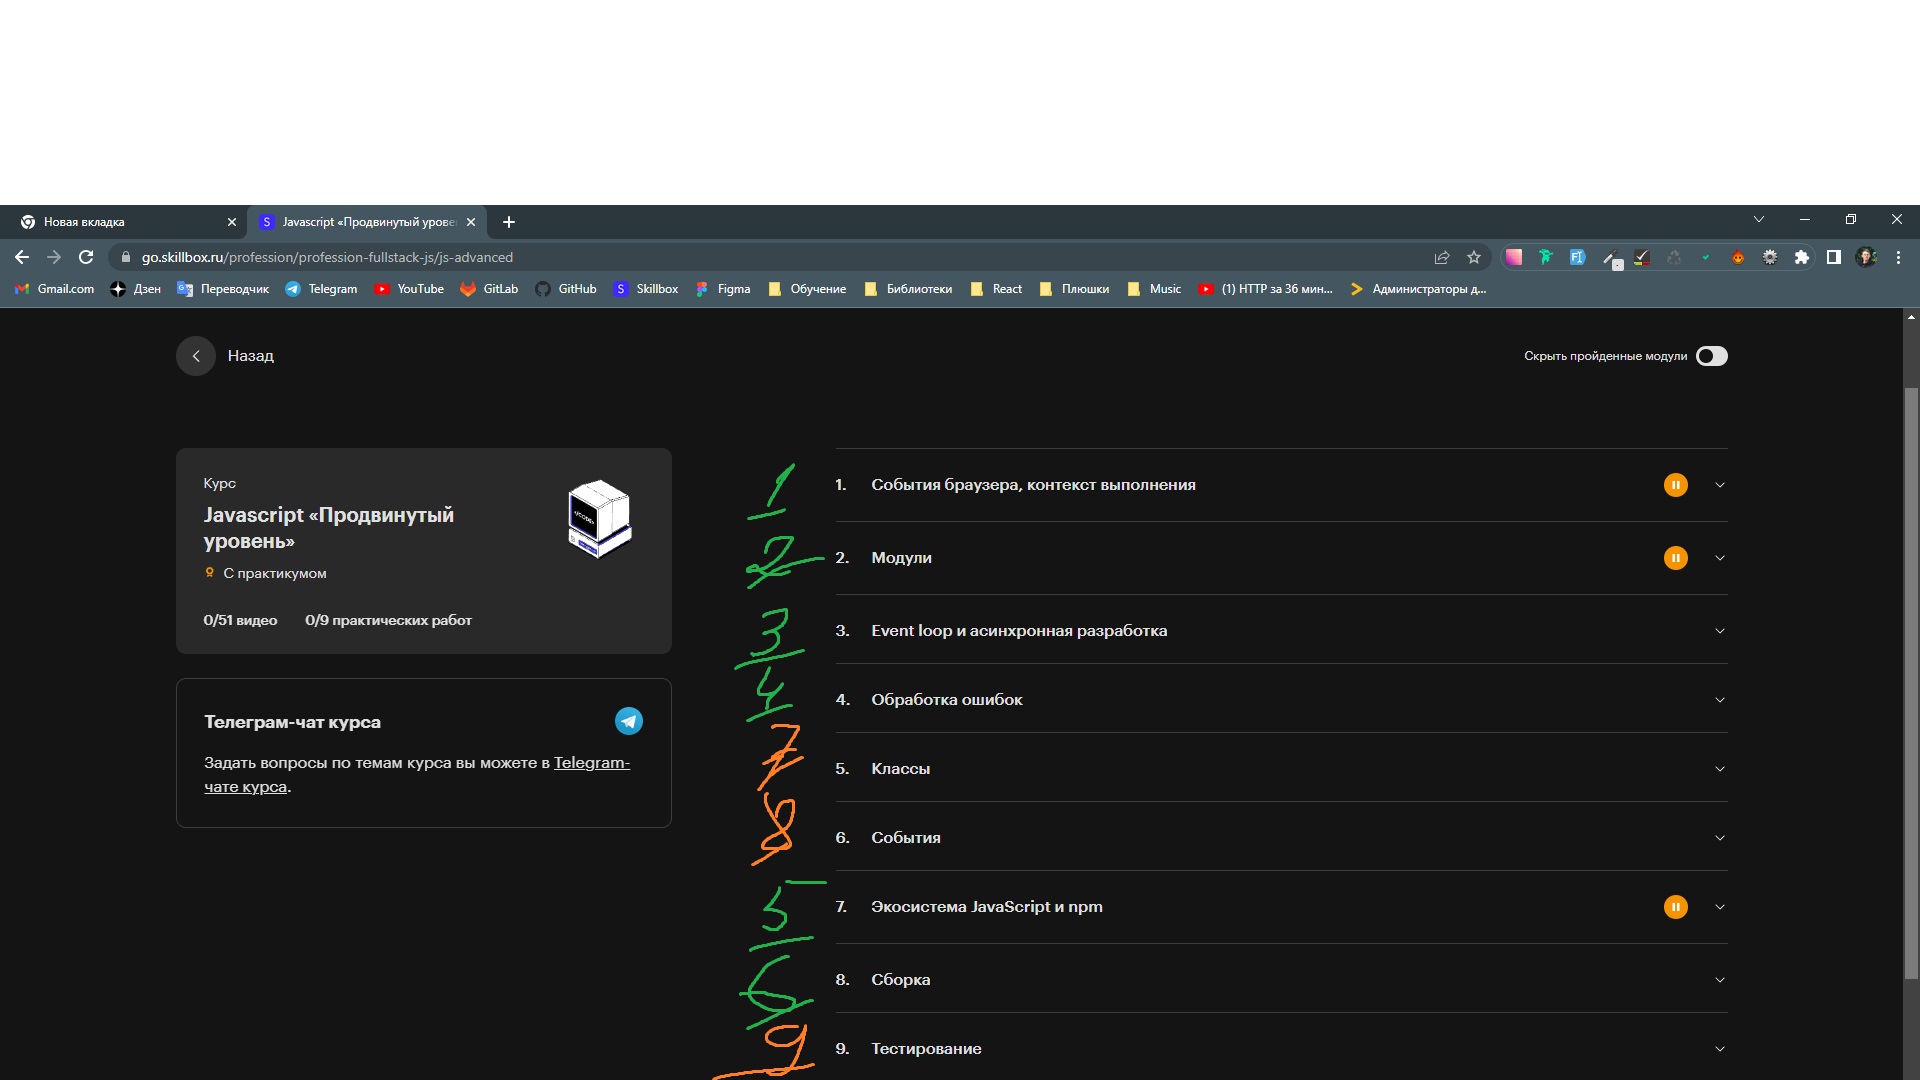 Новая вкладка
Javascript «Продвинутый урове
go.skillbox.ru/profession/profession-fullstack-js/js-advanced
Gmail.com Дзен Переводчик Telegram YouTube GitLab GitHub Skillbox Figma Обучение Библиотеки React Плюшки Music (1) HTTP за 36 мин... Администраторы д...
Назад
Скрыть пройденные модули
Курс
Javascript «Продвинутый
уровень»
С практикумом
0/51 видео 0/9 практических работ
Телеграм-чат курса
Задать вопросы по темам курса вы можете в Telegram-
чате курса.
1 1. События браузера, контекст выполнения
2 2. Модули
3 3. Event loop и асинхронная разработка
4 4. Обработка ошибок
7 5. Классы
8 6. События
5 7. Экосистема JavaScript и npm
6 8. Сборка
9 9. Тестирование